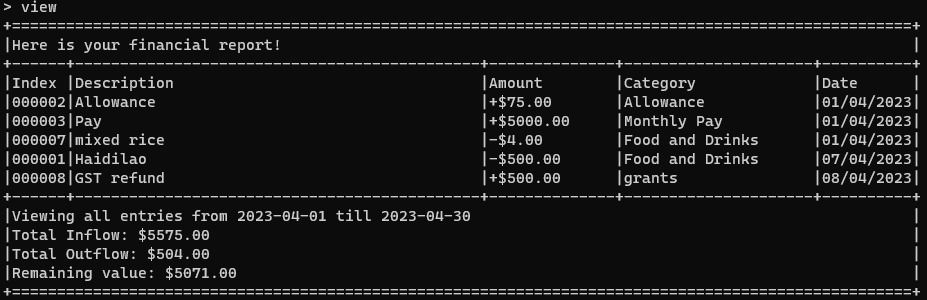 > view
+====================================================================================================+
|Here is your financial report!                                                                      |
+------+---------------------------------------------+--------------+---------------------+----------+
|Index |Description                                  |Amount        |Category             |Date      |
|000002|Allowance                                    |+$75.00       |Allowance            |01/04/2023|
|000003|Pay                                          |+$5000.00     |Monthly Pay          |01/04/2023|
|000007|mixed rice                                   |-$4.00        |Food and Drinks      |01/04/2023|
|000001|Haidilao                                     |-$500.00      |Food and Drinks      |07/04/2023|
|000008|GST refund                                   |+$500.00      |grants               |08/04/2023|
+------+---------------------------------------------+--------------+---------------------+----------+
|Viewing all entries from 2023-04-01 till 2023-04-30                                                 |
|Total Inflow: $5575.00                                                                              |
|Total Outflow: $504.00                                                                              |
|Remaining value: $5071.00                                                                           |
+====================================================================================================+